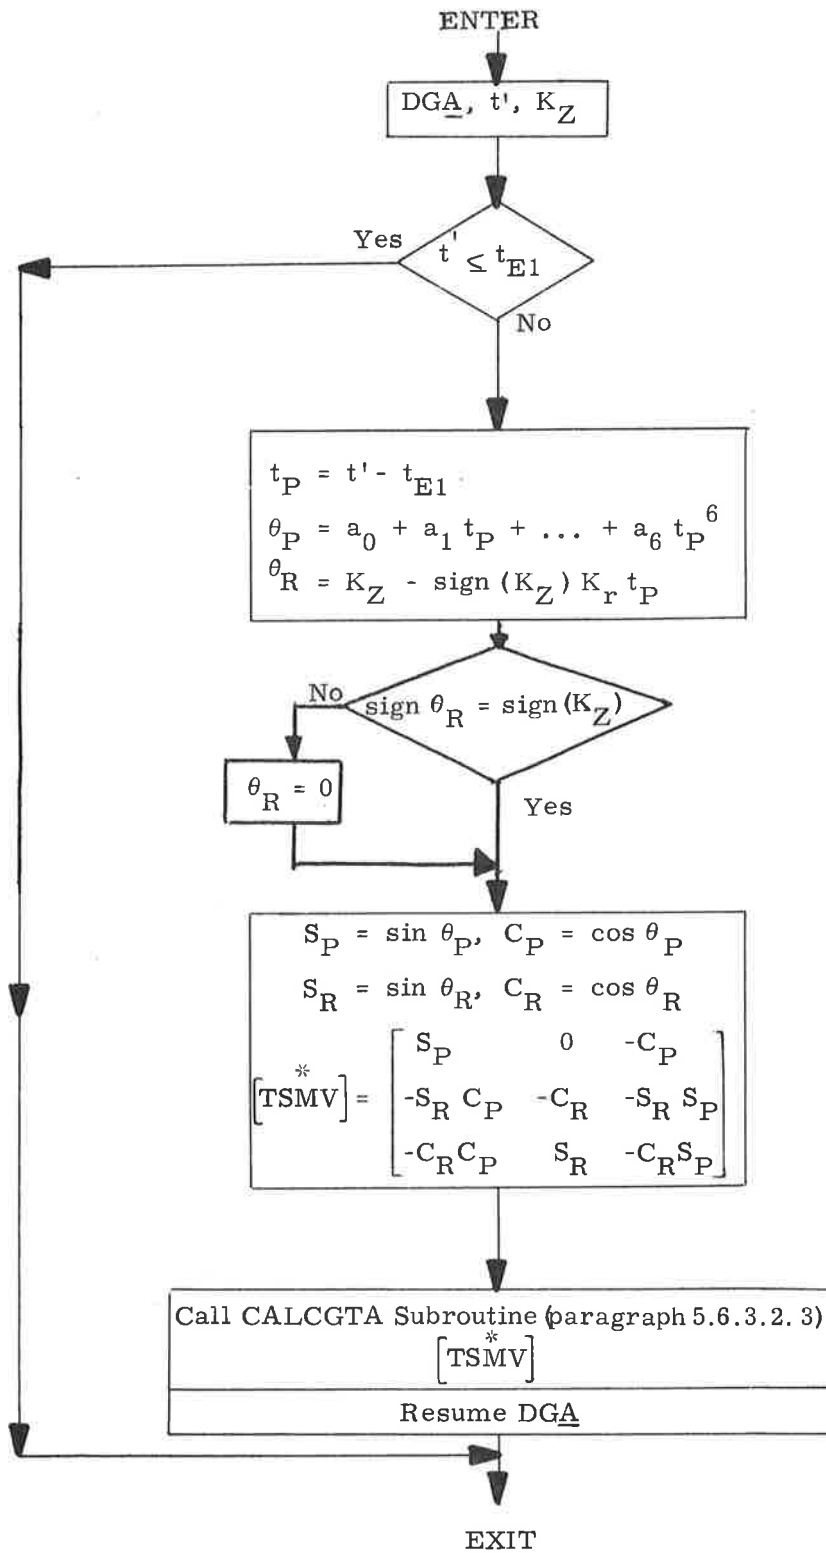 ENTER
DGA, t', K_Z
t' ≤ t_E1
Yes
No
t_P = t' - t_E1
θ_P = a_0 + a_1 t_P + ... + a_6 t_P^6
θ_R = K_Z - sign (K_Z) K_r t_P
No
sign θ_R = sign (K_Z)
θ_R = 0
Yes
S_P = sin θ_P, C_P = cos θ_P
S_R = sin θ_R, C_R = cos θ_R
S_P 0 -C_P
*
[TSMV] = -S_R C_P -C_R -S_R S_P
-C_R C_P S_R -C_R S_P
Call CALCGTA Subroutine (paragraph 5.6.3.2.3)
*
[TSMV]
Resume DGA
EXIT